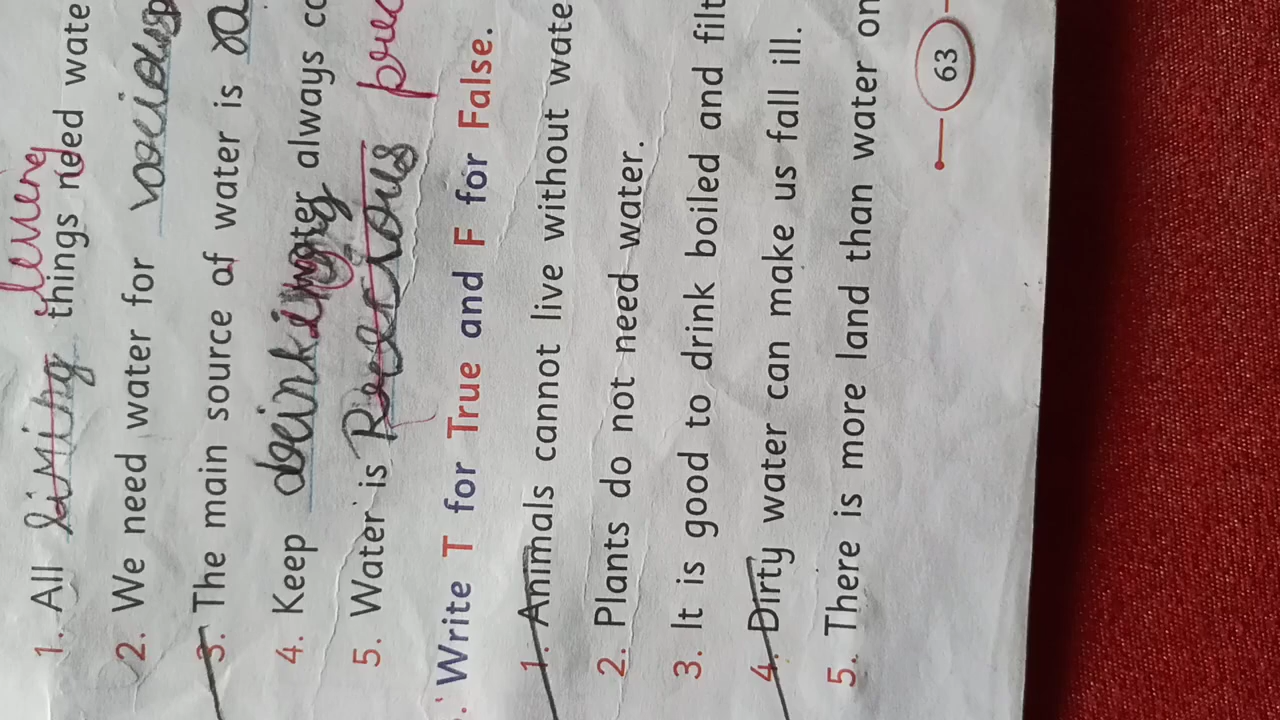 living
1. All liming things need wate
2. We need water for various
3. The main source of water is
4. Keep drinking water always co
5. Water is Precious prec
Write T for True and F for False.
1. Animals cannot live without wate
2. Plants do not need water.
3. It is good to drink boiled and filt
4. Dirty water can make us fall ill.
5. There is more land than water on
63